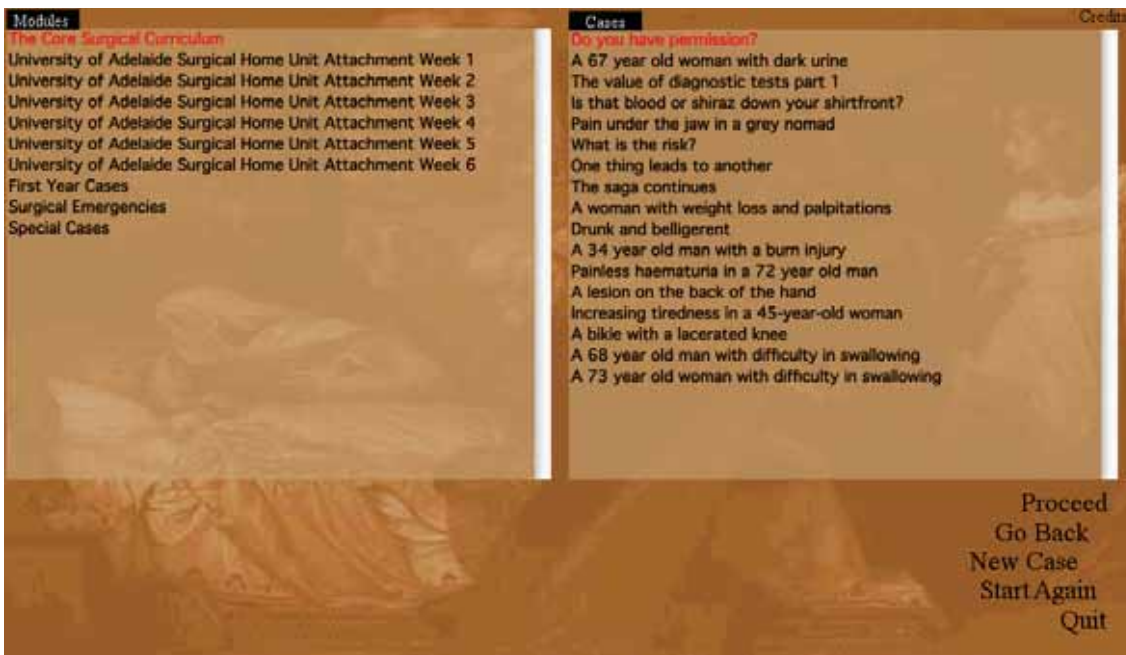 Modules
The Core Surgical Curriculum
University of Adelaide Surgical Home Unit Attachment Week 1
University of Adelaide Surgical Home Unit Attachment Week 2
University of Adelaide Surgical Home Unit Attachment Week 3
University of Adelaide Surgical Home Unit Attachment Week 4
University of Adelaide Surgical Home Unit Attachment Week 5
University of Adelaide Surgical Home Unit Attachment Week 6
First Year Cases
Surgical Emergencies
Special Cases
Cases
Do you have permission?
A 67 year old woman with dark urine
The value of diagnostic tests part 1
Is that blood or shiraz down your shirtfront?
Pain under the jaw in a grey nomad
What is the risk?
One thing leads to another
The saga continues
A woman with weight loss and palpitations
Drunk and belligerent
A 34 year old man with a burn injury
Painless haematuria in a 72 year old man
A lesion on the back of the hand
Increasing tiredness in a 45-year-old woman
A bikie with a lacerated knee
A 68 year old man with difficulty in swallowing
A 73 year old woman with difficulty in swallowing
Credits
Proceed
Go Back
New Case
Start Again
Quit